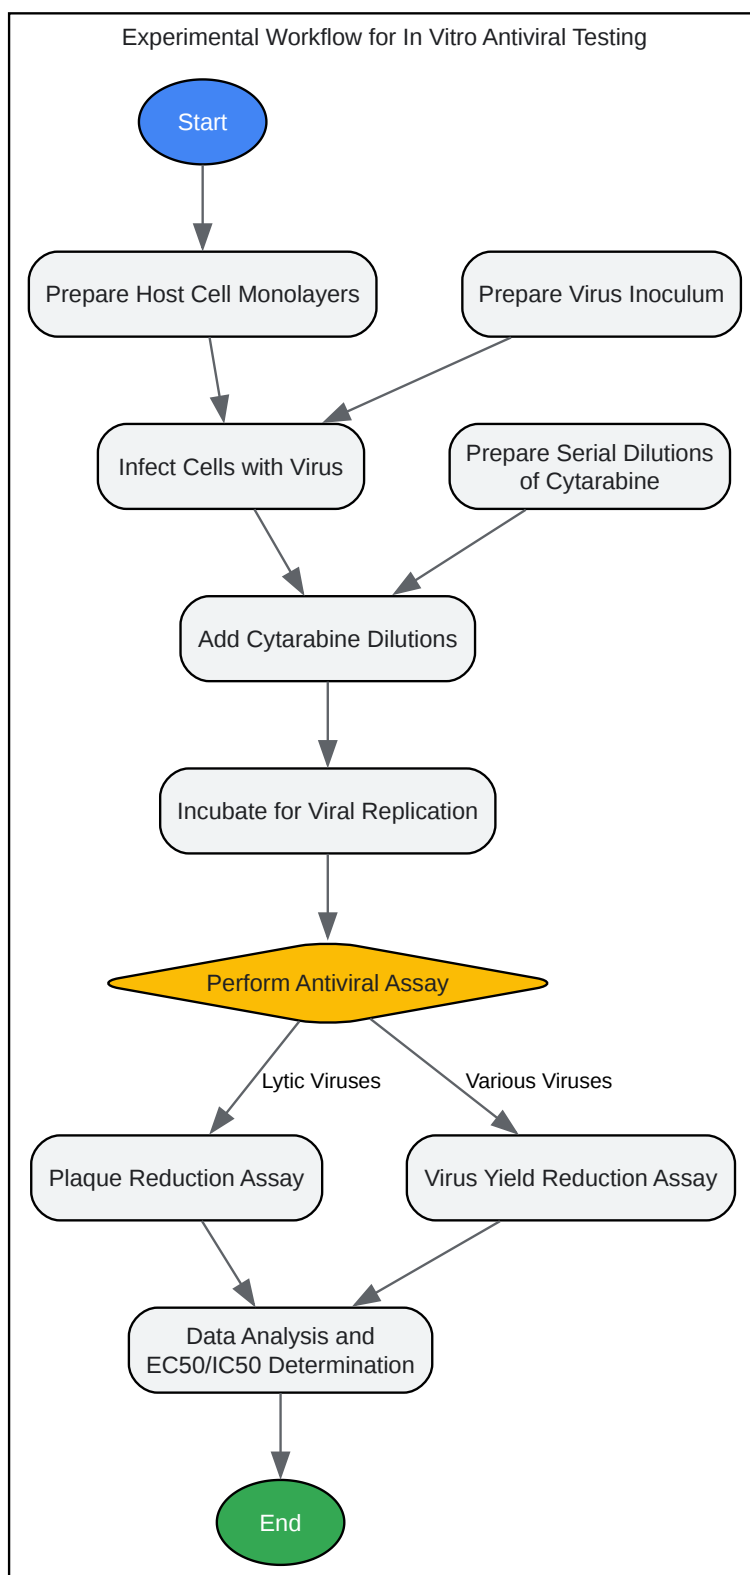 Experimental Workflow for In Vitro Antiviral Testing
Start
Prepare Host Cell Monolayers
Prepare Virus Inoculum
Infect Cells with Virus
Prepare Serial Dilutions
of Cytarabine
Add Cytarabine Dilutions
Incubate for Viral Replication
Perform Antiviral Assay
Lytic Viruses
Various Viruses
Plaque Reduction Assay
Virus Yield Reduction Assay
Data Analysis and
EC50/IC50 Determination
End